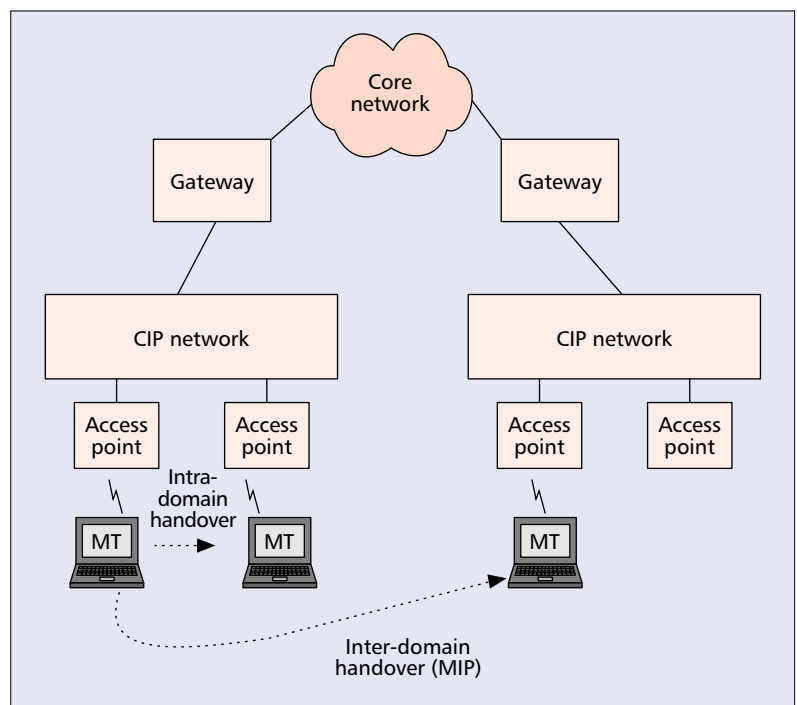 Core
network
Gateway
Gateway
CIP network
CIP network
Access
point
Access
point
Access
point
Access
point
Intra-
domain
handover
MT
MT
MT
Inter-domain
handover (MIP)